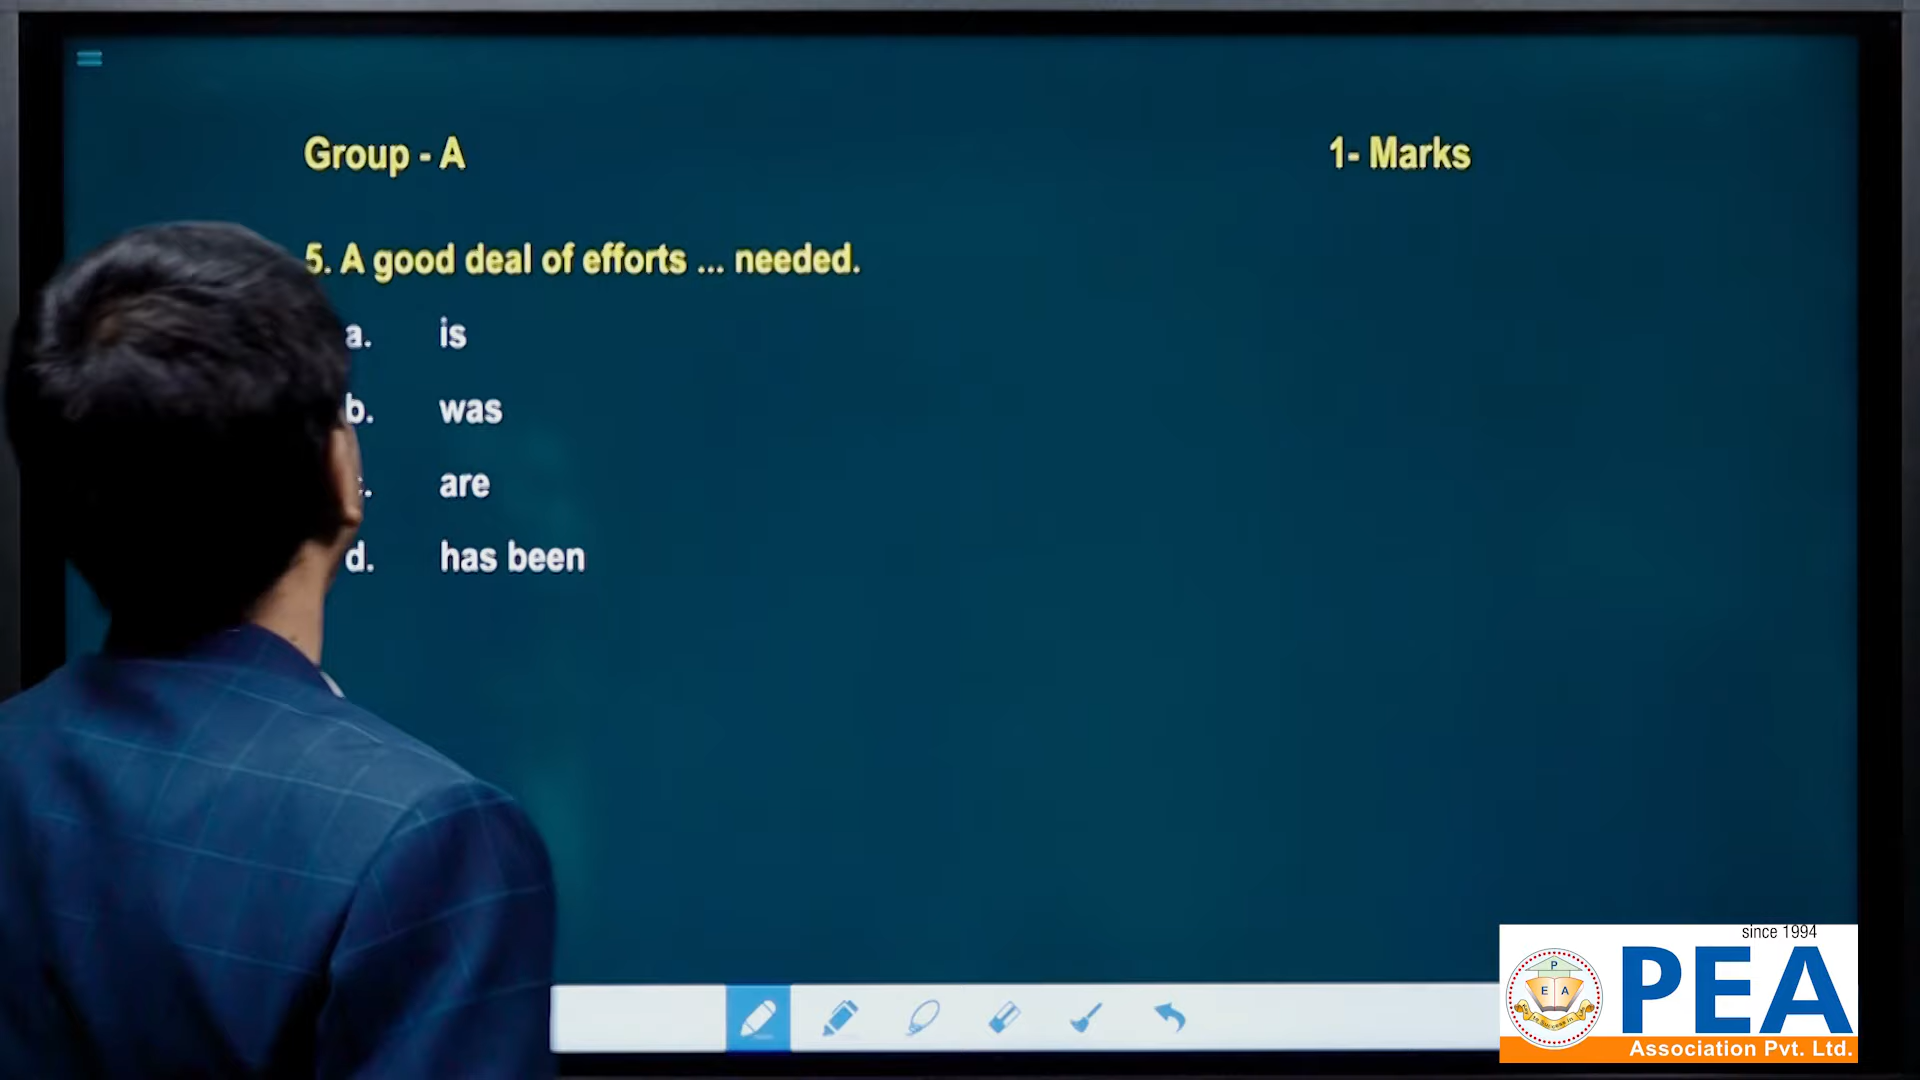 Group - A 1- Marks
5. A good deal of efforts ... needed.
a. is
b. was
. are
d. has been
since 1994
P
E A
PEA
Association Pvt. Ltd.